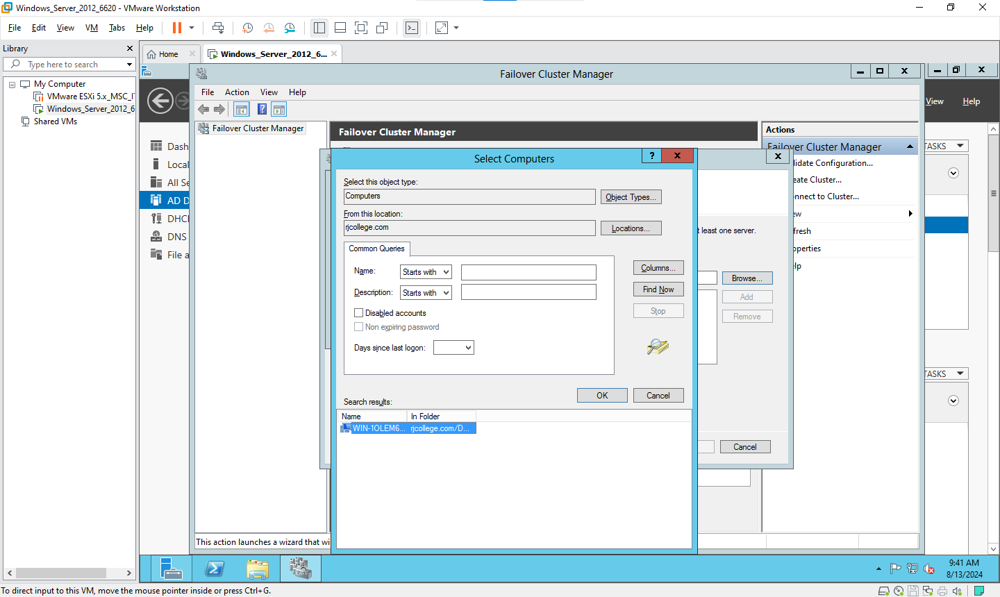 Windows_Server_2012_6620 - VMware Workstation
File Edit View VM Tabs Help
Library
Type here to search
My Computer
VMware ESXi 5.x_MSC_I
Windows_Server_2012_6
Shared VMs
Home
Windows_Server_2012_6...
Failover Cluster Manager
File Action View Help
View Help
Failover Cluster Manager
Failover Cluster Manager
Actions
Failover Cluster Manager
lidate Configuration...
eate Cluster...
nnect to Cluster...
ew
fresh
operties
lp
Dash
Local
All Se
AD D
DHC
DNS
File a
TASKS
TASKS
Select Computers
?
Select this object type:
Computers
Object Types...
From this location:
rjcollege.com
Locations...
Common Queries
Name: Starts with
Description: Starts with
Disabled accounts
Non expiring password
Days since last logon:
Columns...
Find Now
Stop
OK Cancel
Search results:
Name In Folder
WIN-1OLEM6... rjcollege.com/D...
t least one server.
Browse...
Add
Remove
Cancel
This action launches a wizard that wi
9:41 AM
8/13/2024
To direct input to this VM, move the mouse pointer inside or press Ctrl+G.